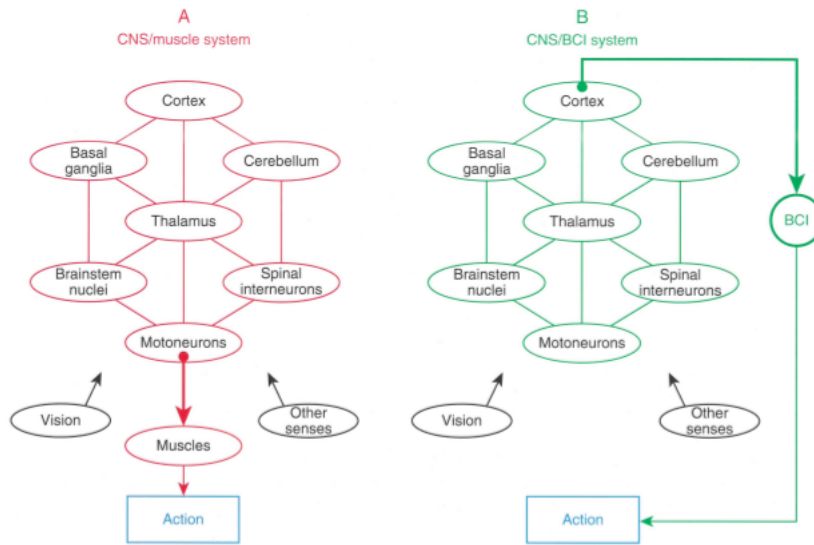 A
CNS/muscle system
Cortex
Basal
ganglia
Cerebellum
Thalamus
Brainstem
nuclei
Spinal
interneurons
Motoneurons
Vision
Other
senses
Muscles
Action
B
CNS/BCI system
Cortex
Basal
ganglia
Cerebellum
Thalamus
BCI
Brainstem
nuclei
Spinal
interneurons
Motoneurons
Vision
Other
senses
Action